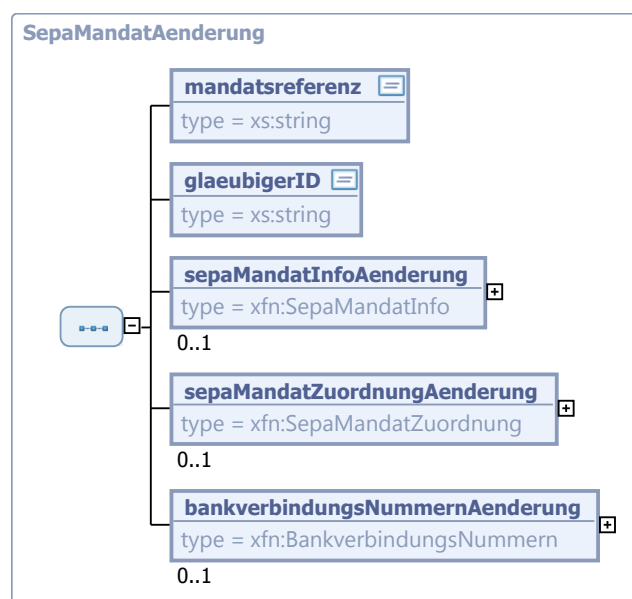 SepaMandatAenderung
mandatsreferenz
type = xs:string
glaeubigerID
type = xs:string
sepaMandatInfoAenderung
type = xfn:SepaMandatInfo
0..1
sepaMandatZuordnungAenderung
type = xfn:SepaMandatZuordnung
0..1
bankverbindungsNummernAenderung
type = xfn:BankverbindungsNummern
0..1